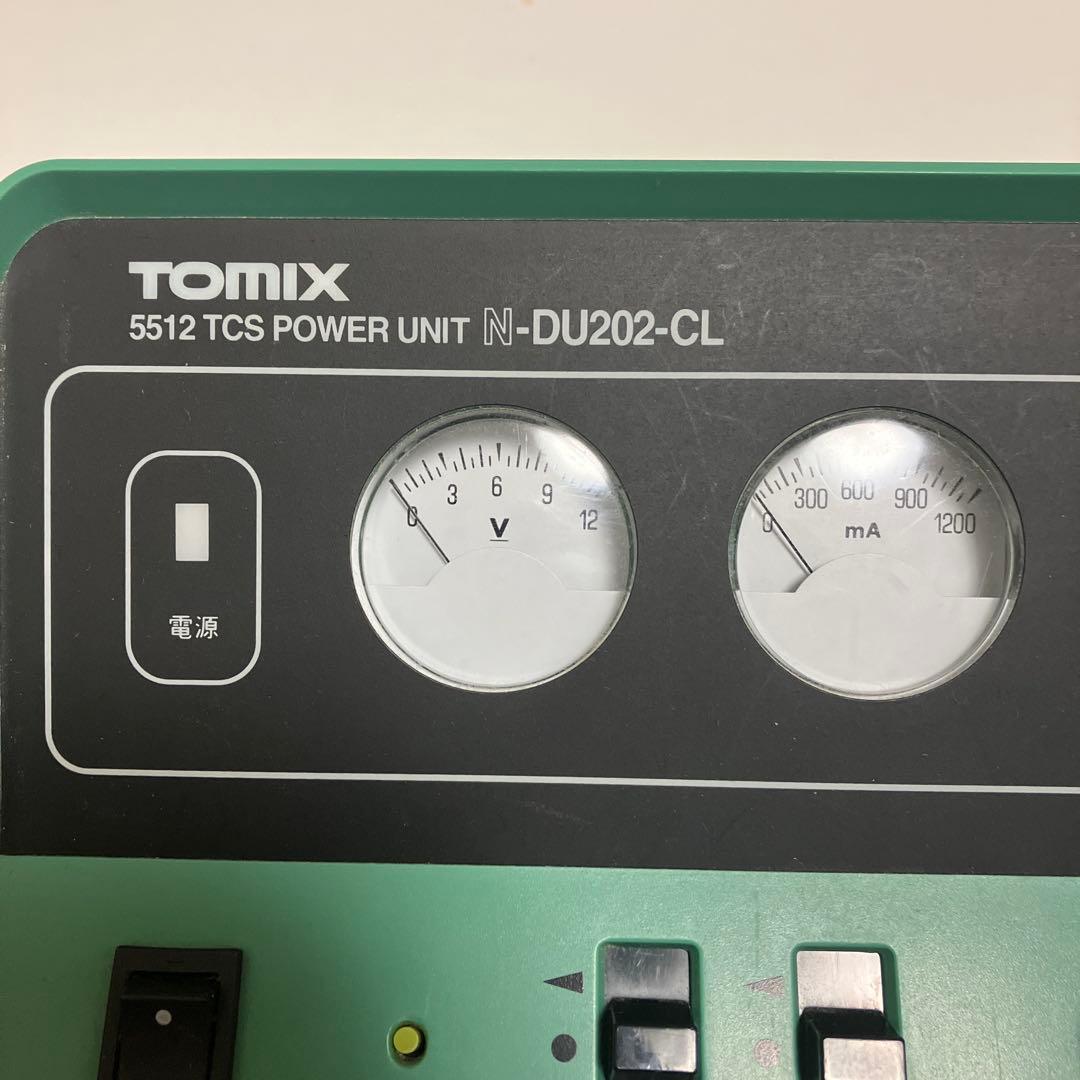 TOMIX
5512 TCS POWER UNIT N-DU202-CL
0 3 6 9 12
V
0 300 600 900 1200
mA
電源